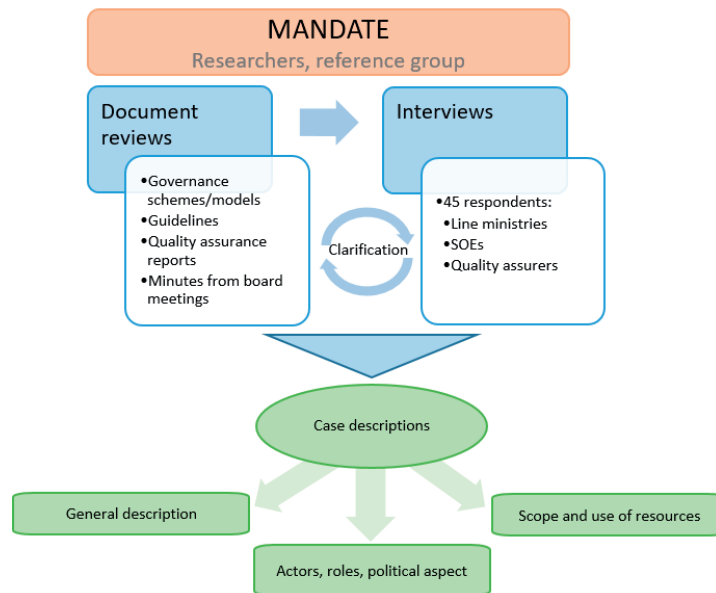 MANDATE
Researchers, reference group
Document
reviews
Interviews
•Governance
schemes/models
•Guidelines
•Quality assurance
reports
•Minutes from board
meetings
Clarification
•45 respondents:
•Line ministries
•SOEs
•Quality assurers
Case descriptions
General description
Scope and use of resources
Actors, roles, political aspect